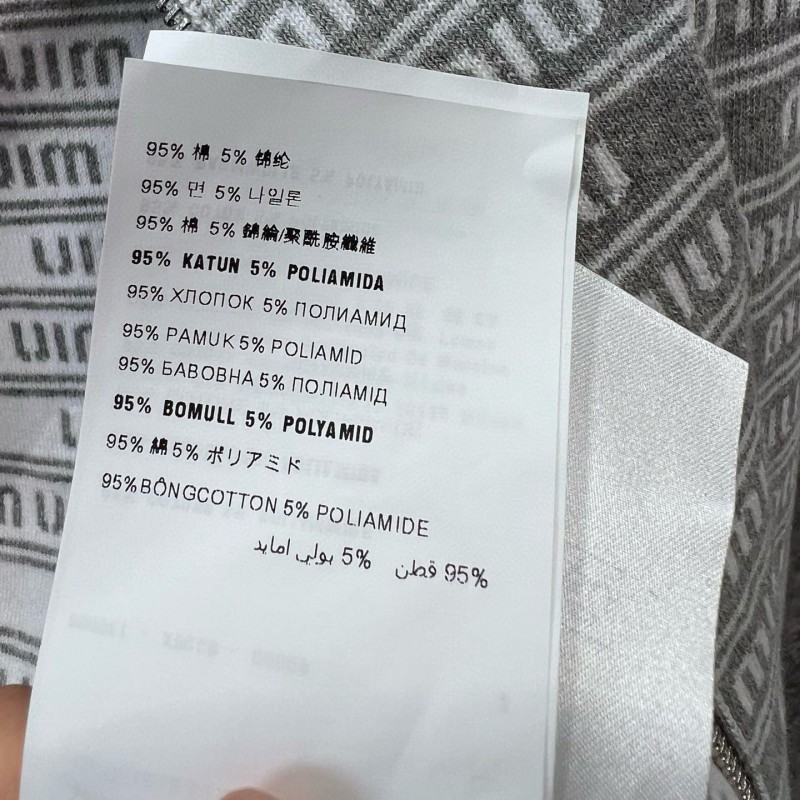 95% 棉 5% 锦纶
95% 면 5% 나일론
95% 棉 5% 錦綸/聚酰胺纖維
95% KATUN 5% POLIAMIDA
95% ХЛОПОК 5% ПОЛИАМИД
95% PAMUK 5% POLİAMİD
95% БАВОВНА 5% ПОЛІАМІД
95% BOMULL 5% POLYAMID
95% 綿 5% ポリアミド
95% BÔNGCOTTON 5% POLIAMIDE
95% قطن 5% بولي امايد